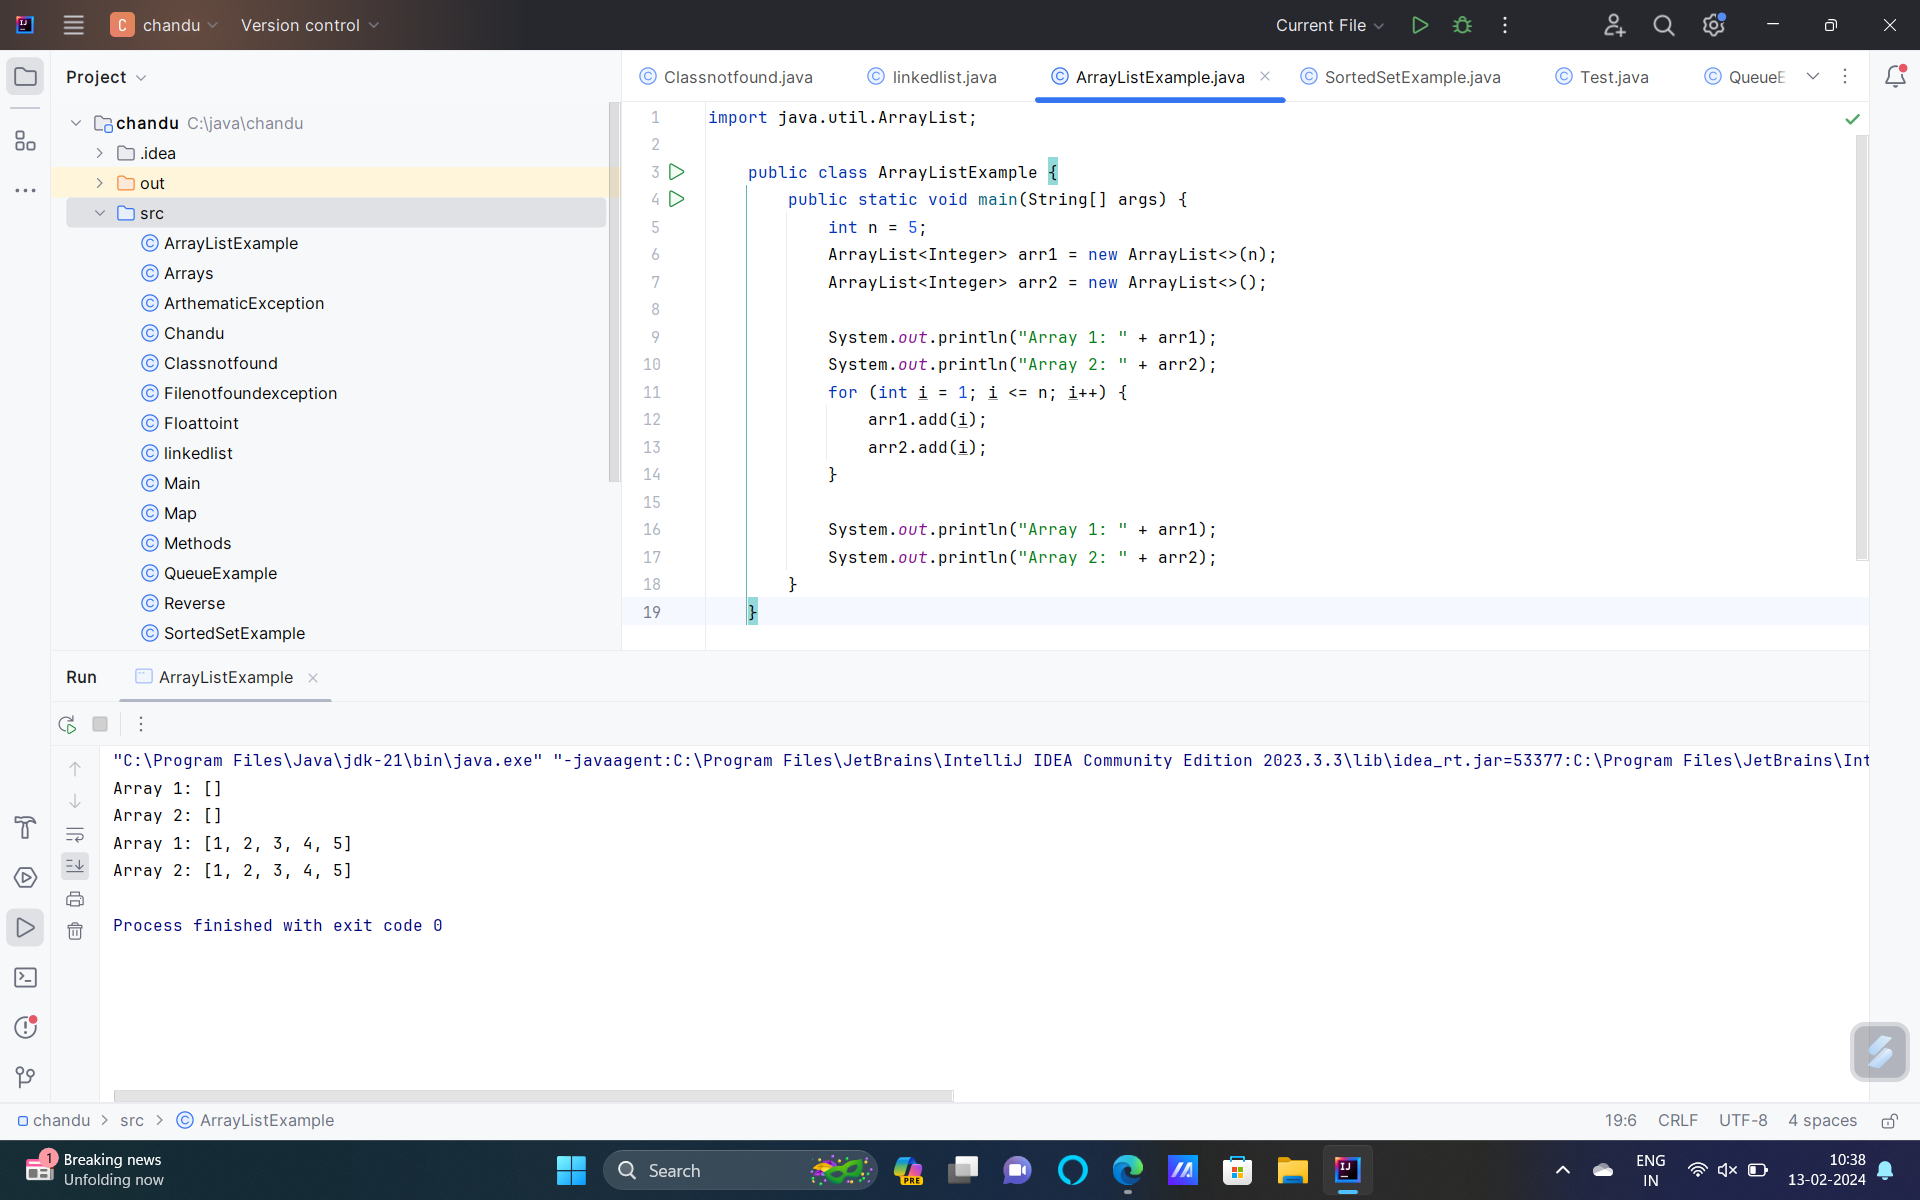 C chandu Version control Current File
Project
Classnotfound.java linkedlist.java ArrayListExample.java SortedSetExample.java Test.java QueueE
chandu C:\java\chandu
.idea
out
src
ArrayListExample
Arrays
ArthematicException
Chandu
Classnotfound
Filenotfoundexception
Floattoint
linkedlist
Main
Map
Methods
QueueExample
Reverse
SortedSetExample
1 import java.util.ArrayList;
2
3 public class ArrayListExample {
4 public static void main(String[] args) {
5 int n = 5;
6 ArrayList<Integer> arr1 = new ArrayList<>(n);
7 ArrayList<Integer> arr2 = new ArrayList<>();
8
9 System.out.println("Array 1: " + arr1);
10 System.out.println("Array 2: " + arr2);
11 for (int i = 1; i <= n; i++) {
12 arr1.add(i);
13 arr2.add(i);
14 }
15
16 System.out.println("Array 1: " + arr1);
17 System.out.println("Array 2: " + arr2);
18 }
19 }
Run ArrayListExample
"C:\Program Files\Java\jdk-21\bin\java.exe" "-javaagent:C:\Program Files\JetBrains\IntelliJ IDEA Community Edition 2023.3.3\lib\idea_rt.jar=53377:C:\Program Files\JetBrains\Int
Array 1: []
Array 2: []
Array 1: [1, 2, 3, 4, 5]
Array 2: [1, 2, 3, 4, 5]
Process finished with exit code 0
chandu > src > ArrayListExample 19:6 CRLF UTF-8 4 spaces
1 Breaking news
Unfolding now
Search
PRE
ENG
IN
10:38
13-02-2024